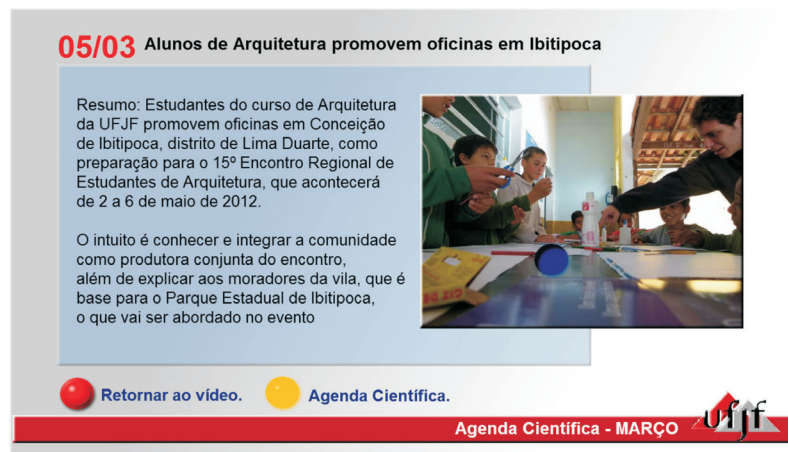 05/03 Alunos de Arquitetura promovem oficinas em Ibitipoca
Resumo: Estudantes do curso de Arquitetura
da UFJF promovem oficinas em Conceição
de Ibitipoca, distrito de Lima Duarte, como
preparação para o 15º Encontro Regional de
Estudantes de Arquitetura, que acontecerá
de 2 a 6 de maio de 2012.
O intuito é conhecer e integrar a comunidade
como produtora conjunta do encontro,
além de explicar aos moradores da vila, que é
base para o Parque Estadual de Ibitipoca,
o que vai ser abordado no evento
Retornar ao vídeo. Agenda Científica.
Agenda Científica - MARÇO ufjf